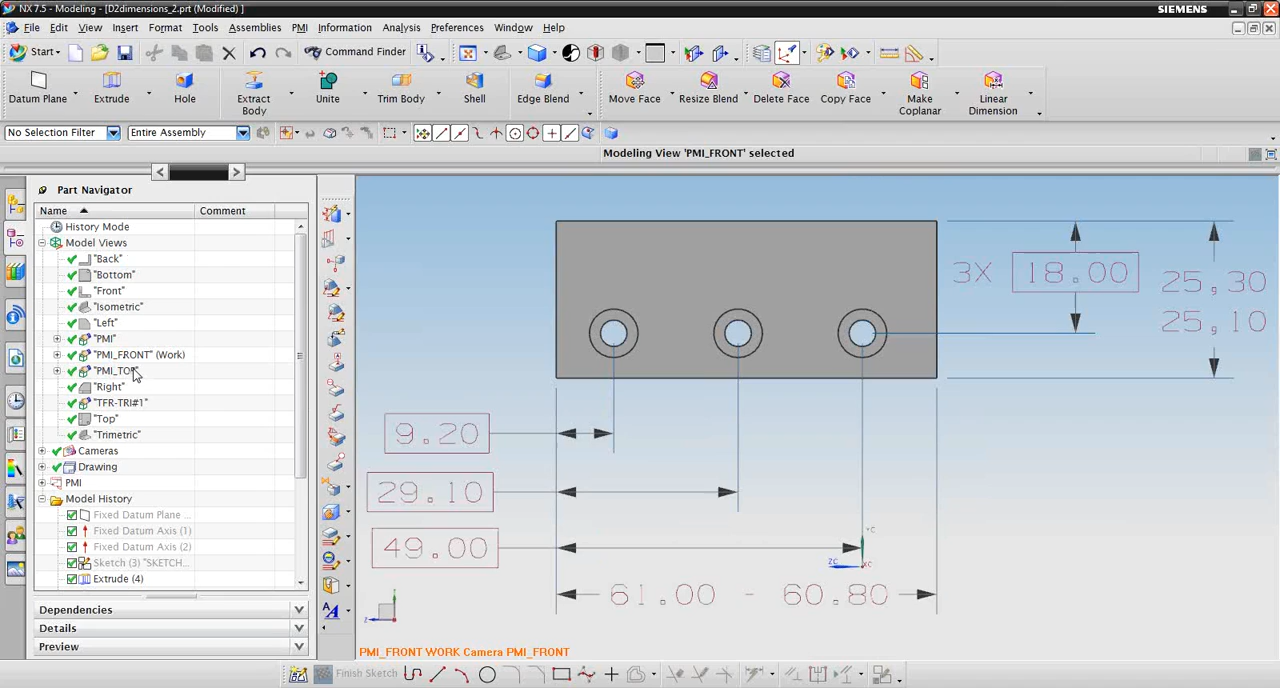 NX 7.5 - Modeling - [D2dimensions_2.prt (Modified) ]
SIEMENS
File Edit View Insert Format Tools Assemblies PMI Information Analysis Preferences Window Help
Start
Command Finder
Datum Plane
Extrude
Hole
Extract Body
Unite
Trim Body
Shell
Edge Blend
Move Face
Resize Blend
Delete Face
Copy Face
Make Coplanar
Linear Dimension
No Selection Filter
Entire Assembly
Modeling View 'PMI_FRONT' selected
Part Navigator
Name
Comment
History Mode
Model Views
"Back"
"Bottom"
"Front"
"Isometric"
"Left"
"PMI"
"PMI_FRONT" (Work)
"PMI_TO
"Right"
"TFR-TRI#1"
"Top"
"Trimetric"
Cameras
Drawing
PMI
Model History
Fixed Datum Plane ...
Fixed Datum Axis (1)
Fixed Datum Axis (2)
Sketch (3) "SKETCH...
Extrude (4)
Dependencies
Details
Preview
3X 18.00
25,30
25,10
9.20
29.10
49.00
61.00 - 60.80
YC
ZC
XC
PMI_FRONT WORK Camera PMI_FRONT
Finish Sketch